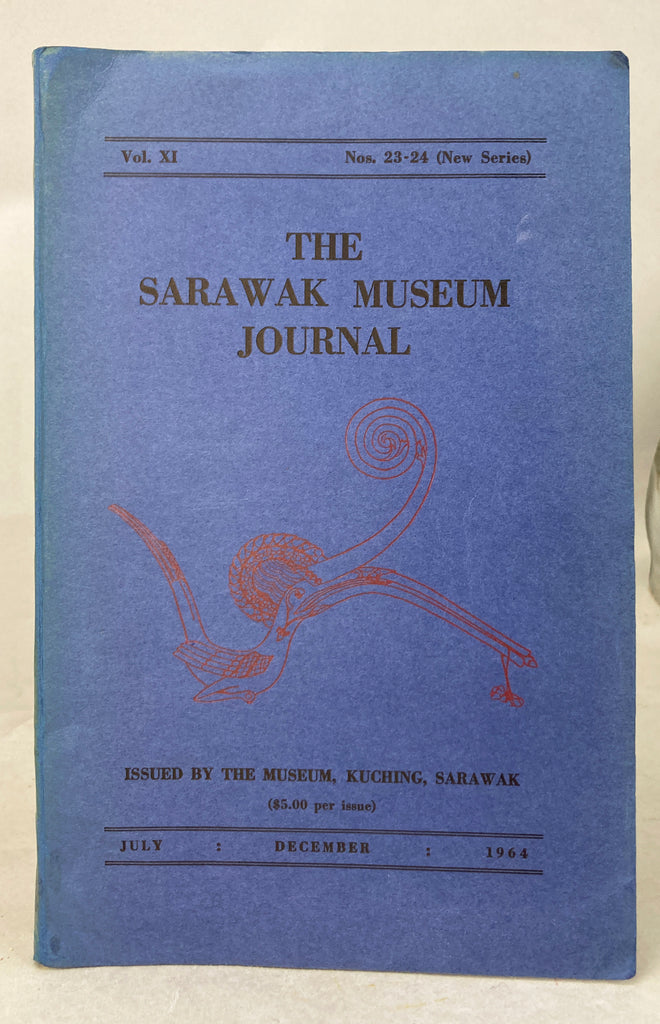 Vol. XI Nos. 23-24 (New Series)
THE
SARAWAK MUSEUM
JOURNAL
ISSUED BY THE MUSEUM, KUCHING, SARAWAK
($5.00 per issue)
JULY : DECEMBER : 1964